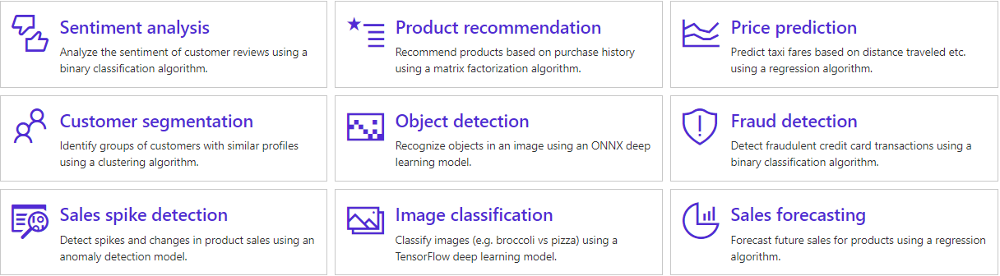 Sentiment analysis
Analyze the sentiment of customer reviews using a
binary classification algorithm.
Product recommendation
Recommend products based on purchase history
using a matrix factorization algorithm.
Price prediction
Predict taxi fares based on distance traveled etc.
using a regression algorithm.
Customer segmentation
Identify groups of customers with similar profiles
using a clustering algorithm.
Object detection
Recognize objects in an image using an ONNX deep
learning model.
Fraud detection
Detect fraudulent credit card transactions using a
binary classification algorithm.
Sales spike detection
Detect spikes and changes in product sales using an
anomaly detection model.
Image classification
Classify images (e.g. broccoli vs pizza) using a
TensorFlow deep learning model.
Sales forecasting
Forecast future sales for products using a regression
algorithm.